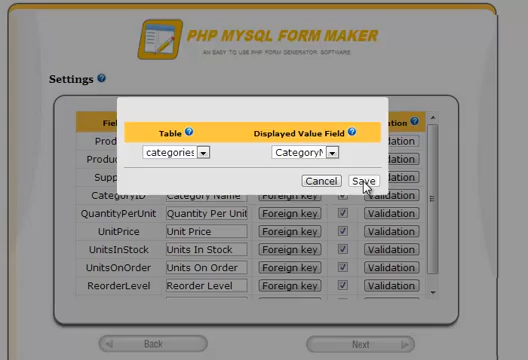 PHP MYSQL FORM MAKER
AN EASY TO USE PHP FORM GENERATOR SOFTWARE
Settings ?
Table ? Displayed Value Field ?
categories CategoryN
Cancel Save
CategoryID Category Name Foreign key Validation
QuantityPerUnit Quantity Per Unit Foreign key Validation
UnitPrice Unit Price Foreign key Validation
UnitsInStock Units In Stock Foreign key Validation
UnitsOnOrder Units On Order Foreign key Validation
ReorderLevel Reorder Level Foreign key Validation
Back Next